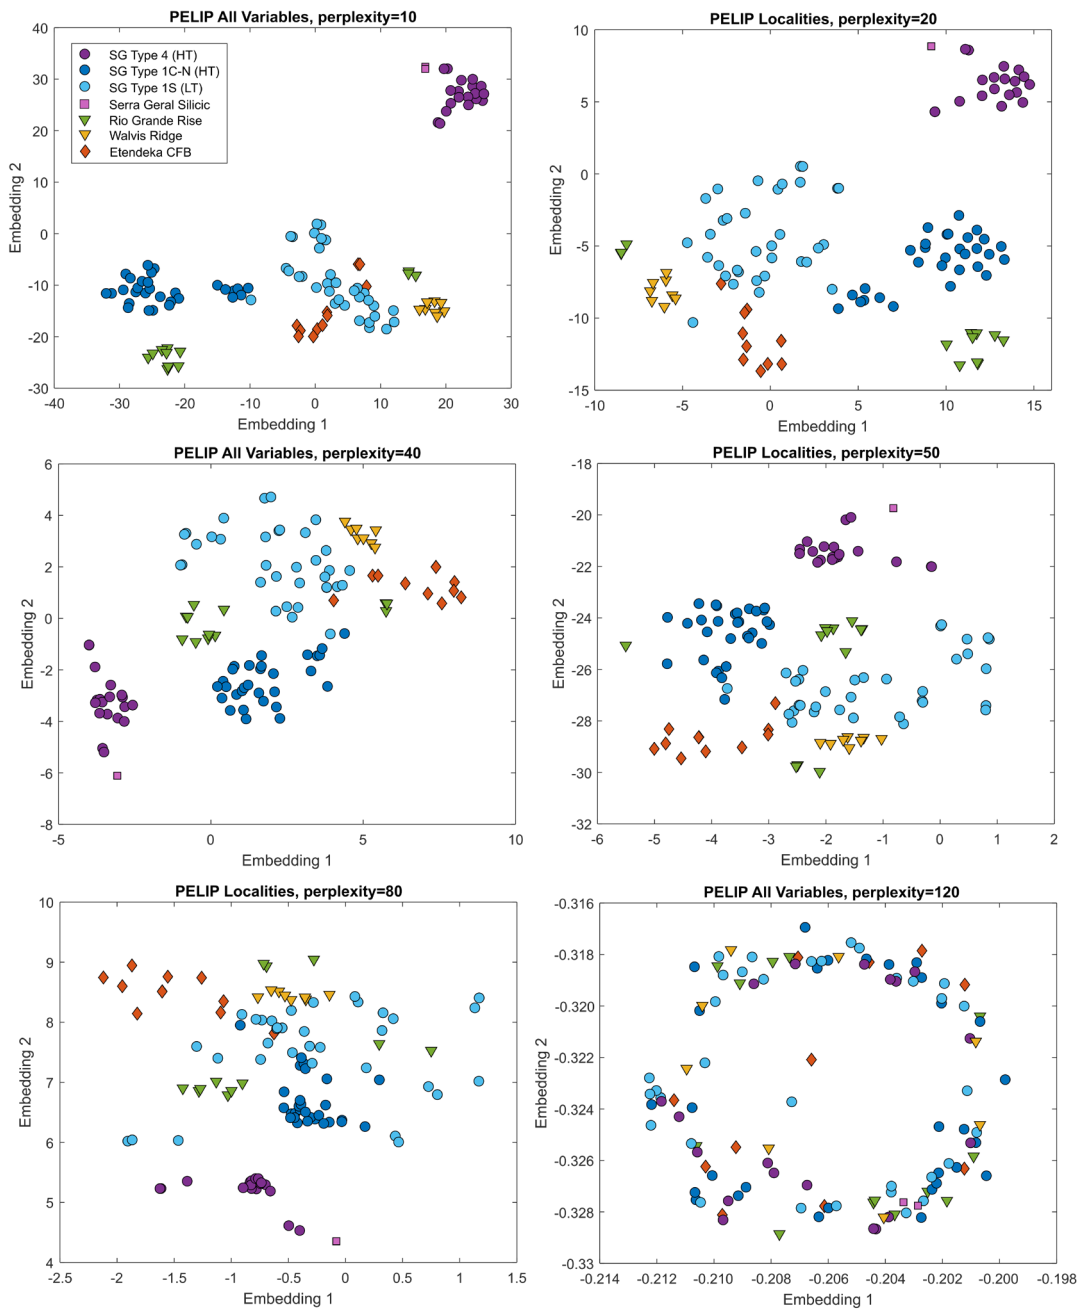 PELIP All Variables, perplexity=10
40
30
20
10
0
-10
-20
-30
-40 -30 -20 -10 0 10 20 30
Embedding 1
Embedding 2
SG Type 4 (HT)
SG Type 1C-N (HT)
SG Type 1S (LT)
Serra Geral Silicic
Rio Grande Rise
Walvis Ridge
Etendeka CFB
PELIP Localities, perplexity=20
10
5
0
-5
-10
-15
-10 -5 0 5 10 15
Embedding 1
Embedding 2
PELIP All Variables, perplexity=40
6
4
2
0
-2
-4
-6
-8
-5 0 5 10
Embedding 1
Embedding 2
PELIP Localities, perplexity=50
-18
-20
-22
-24
-26
-28
-30
-32
-6 -5 -4 -3 -2 -1 0 1 2
Embedding 1
Embedding 2
PELIP Localities, perplexity=80
10
9
8
7
6
5
4
-2.5 -2 -1.5 -1 -0.5 0 0.5 1 1.5
Embedding 1
Embedding 2
PELIP All Variables, perplexity=120
-0.316
-0.318
-0.320
-0.322
-0.324
-0.326
-0.328
-0.33
-0.214 -0.212 -0.210 -0.208 -0.206 -0.204 -0.202 -0.200 -0.198
Embedding 1
Embedding 2